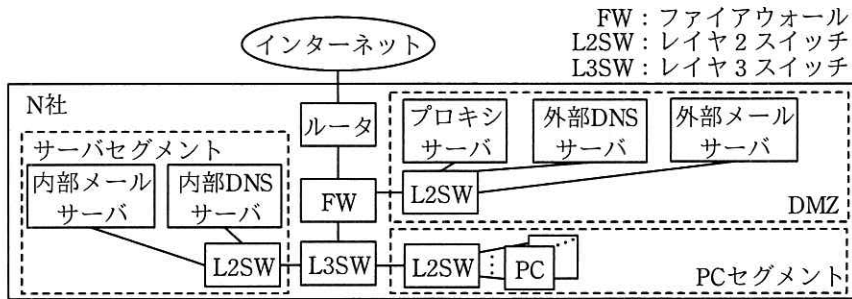 FW：ファイアウォール
L2SW：レイヤ2スイッチ
L3SW：レイヤ3スイッチ
インターネット
N社
ルータ
プロキシ
サーバ
外部DNS
サーバ
外部メール
サーバ
サーバセグメント
内部メール
サーバ
内部DNS
サーバ
FW
L2SW
DMZ
L2SW
L3SW
L2SW
PC
PCセグメント